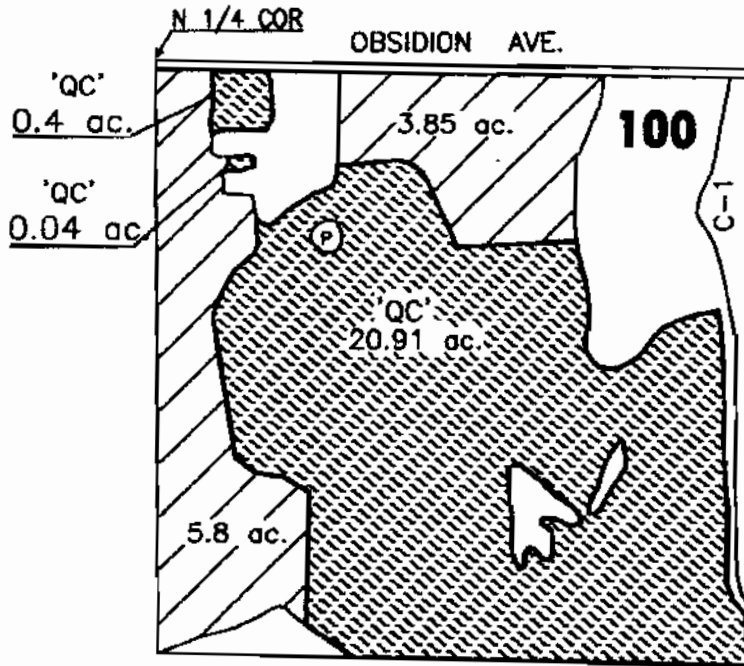 N 1/4 COR
OBSIDION AVE.
'QC'
0.4 ac.
3.85 ac.
100
'QC'
0.04 ac
C-1
P
'QC'
20.91 ac.
5.8 ac.